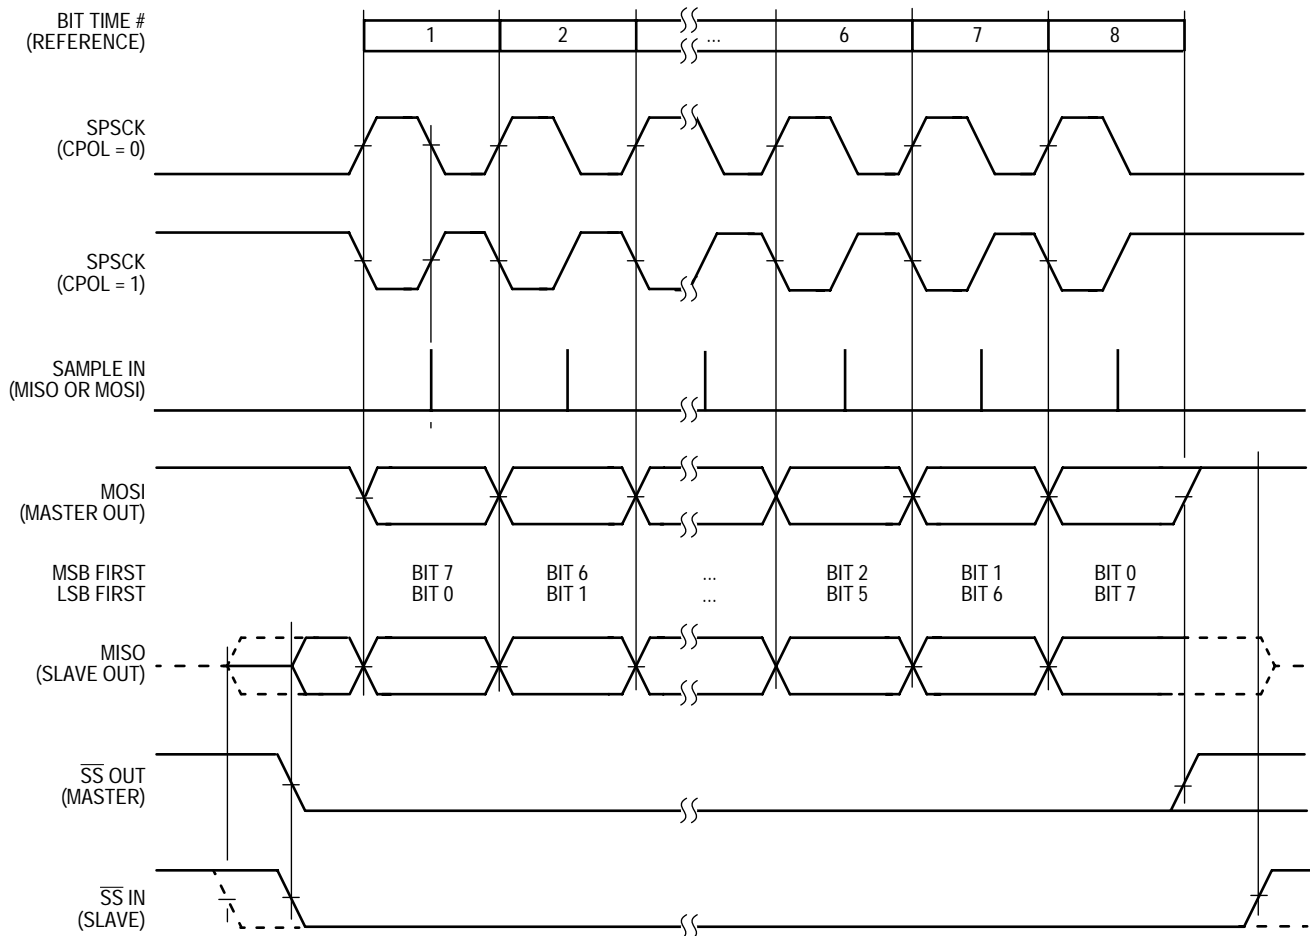 BIT TIME #
(REFERENCE)
1 2 ... 6 7 8
SPSCK
(CPOL = 0)
SPSCK
(CPOL = 1)
SAMPLE IN
(MISO OR MOSI)
MOSI
(MASTER OUT)
MSB FIRST BIT 7 BIT 6 ... BIT 2 BIT 1 BIT 0
LSB FIRST BIT 0 BIT 1 ... BIT 5 BIT 6 BIT 7
MISO
(SLAVE OUT)
S̅S̅ OUT
(MASTER)
S̅S̅ IN
(SLAVE)